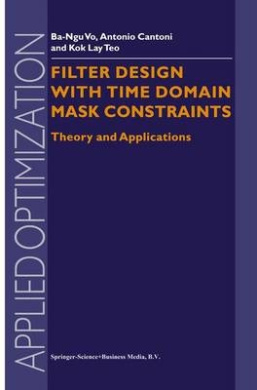 APPLIED OPTIMIZATION
Ba-Ngu Vo, Antonio Cantoni
and Kok Lay Teo
FILTER DESIGN
WITH TIME DOMAIN
MASK CONSTRAINTS
Theory and Applications
Springer-Science+Business Media, B.V.